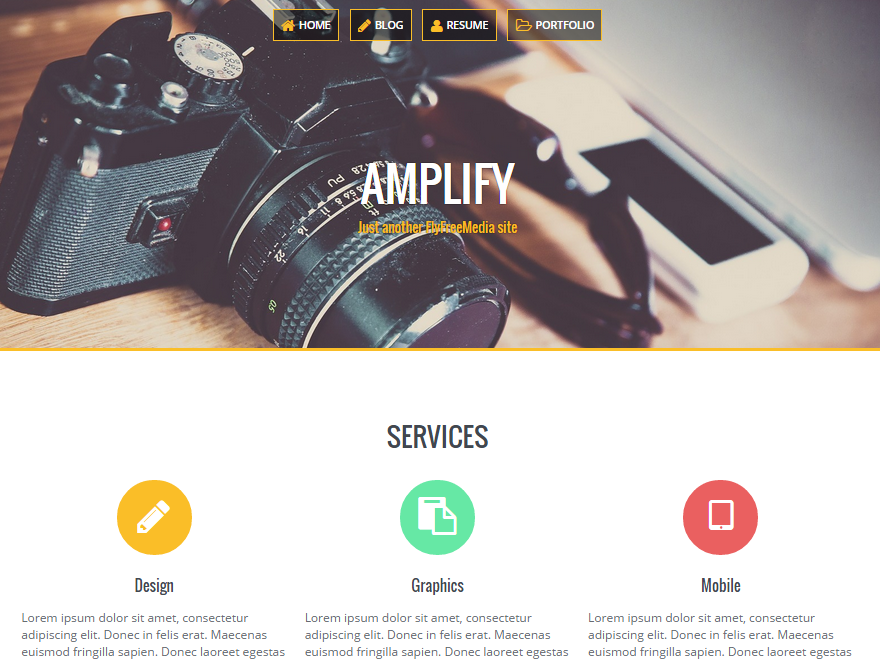 HOME BLOG RESUME PORTFOLIO
AMPLIFY
Just another FlyFreeMedia site
SERVICES
Design Graphics Mobile
Lorem ipsum dolor sit amet, consectetur
adipiscing elit. Donec in felis erat. Maecenas
euismod fringilla sapien. Donec laoreet egestas
Lorem ipsum dolor sit amet, consectetur
adipiscing elit. Donec in felis erat. Maecenas
euismod fringilla sapien. Donec laoreet egestas
Lorem ipsum dolor sit amet, consectetur
adipiscing elit. Donec in felis erat. Maecenas
euismod fringilla sapien. Donec laoreet egestas